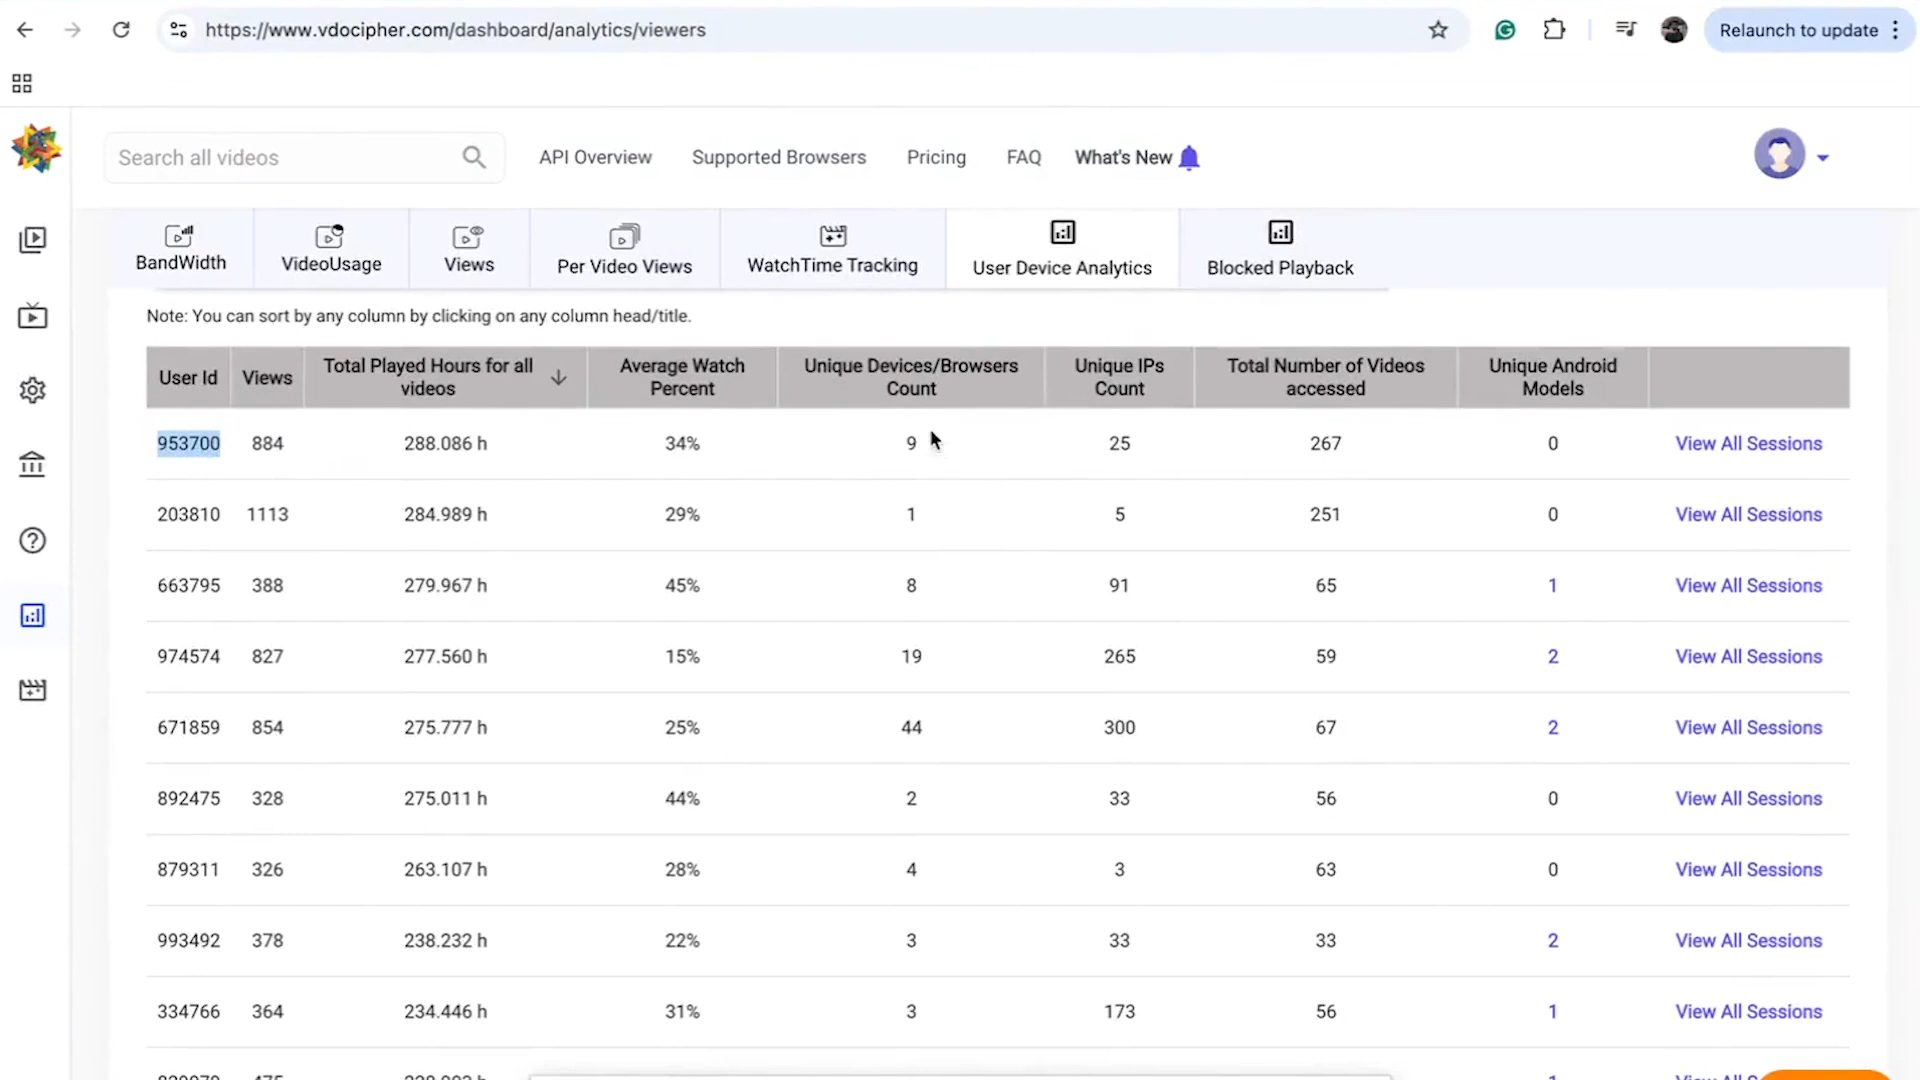 https://www.vdocipher.com/dashboard/analytics/viewers
Relaunch to update
Search all videos
API Overview
Supported Browsers
Pricing
FAQ
What's New
BandWidth
VideoUsage
Views
Per Video Views
WatchTime Tracking
User Device Analytics
Blocked Playback
Note: You can sort by any column by clicking on any column head/title.
User Id Views Total Played Hours for all videos Average Watch Percent Unique Devices/Browsers Count Unique IPs Count Total Number of Videos accessed Unique Android Models
953700 884 288.086 h 34% 9 25 267 0 View All Sessions
203810 1113 284.989 h 29% 1 5 251 0 View All Sessions
663795 388 279.967 h 45% 8 91 65 1 View All Sessions
974574 827 277.560 h 15% 19 265 59 2 View All Sessions
671859 854 275.777 h 25% 44 300 67 2 View All Sessions
892475 328 275.011 h 44% 2 33 56 0 View All Sessions
879311 326 263.107 h 28% 4 3 63 0 View All Sessions
993492 378 238.232 h 22% 3 33 33 2 View All Sessions
334766 364 234.446 h 31% 3 173 56 1 View All Sessions